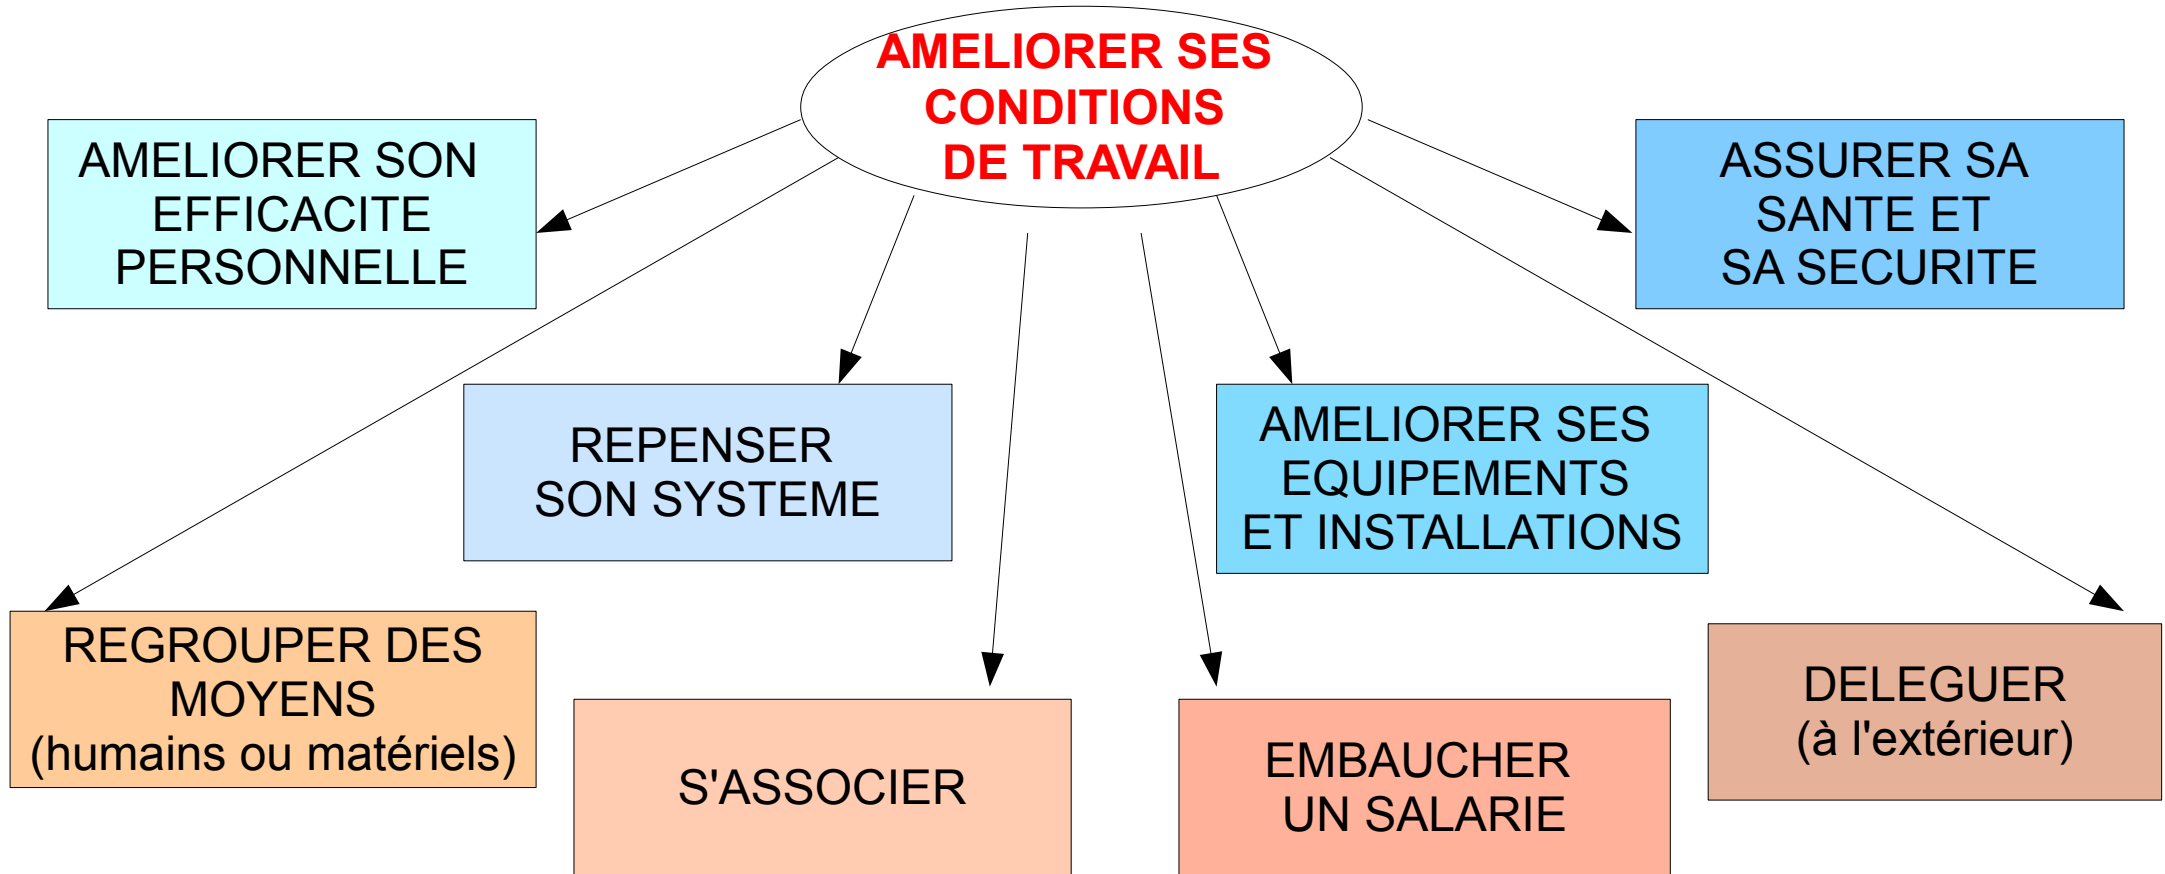 AMELIORER SES
CONDITIONS
DE TRAVAIL
AMELIORER SON
EFFICACITE
PERSONNELLE
ASSURER SA
SANTE ET
SA SECURITE
REPENSER
SON SYSTEME
AMELIORER SES
EQUIPEMENTS
ET INSTALLATIONS
REGROUPER DES
MOYENS
(humains ou matériels)
S'ASSOCIER
EMBAUCHER
UN SALARIE
DELEGUER
(à l'extérieur)